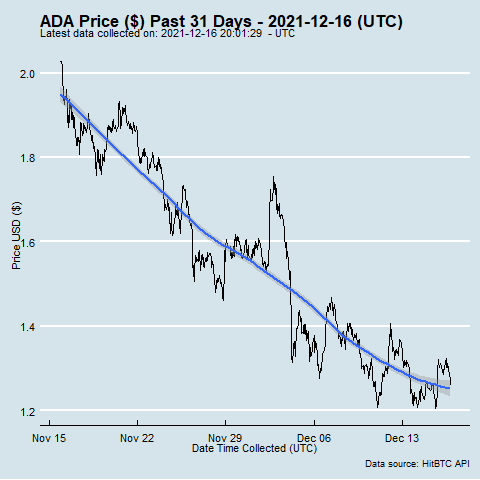 ADA Price ($) Past 31 Days - 2021-12-16 (UTC)
Latest data collected on: 2021-12-16 20:01:29 - UTC
Price USD ($)
2.0
1.8
1.6
1.4
1.2
Nov 15 Nov 22 Nov 29 Dec 06 Dec 13
Date Time Collected (UTC)
Data source: HitBTC API